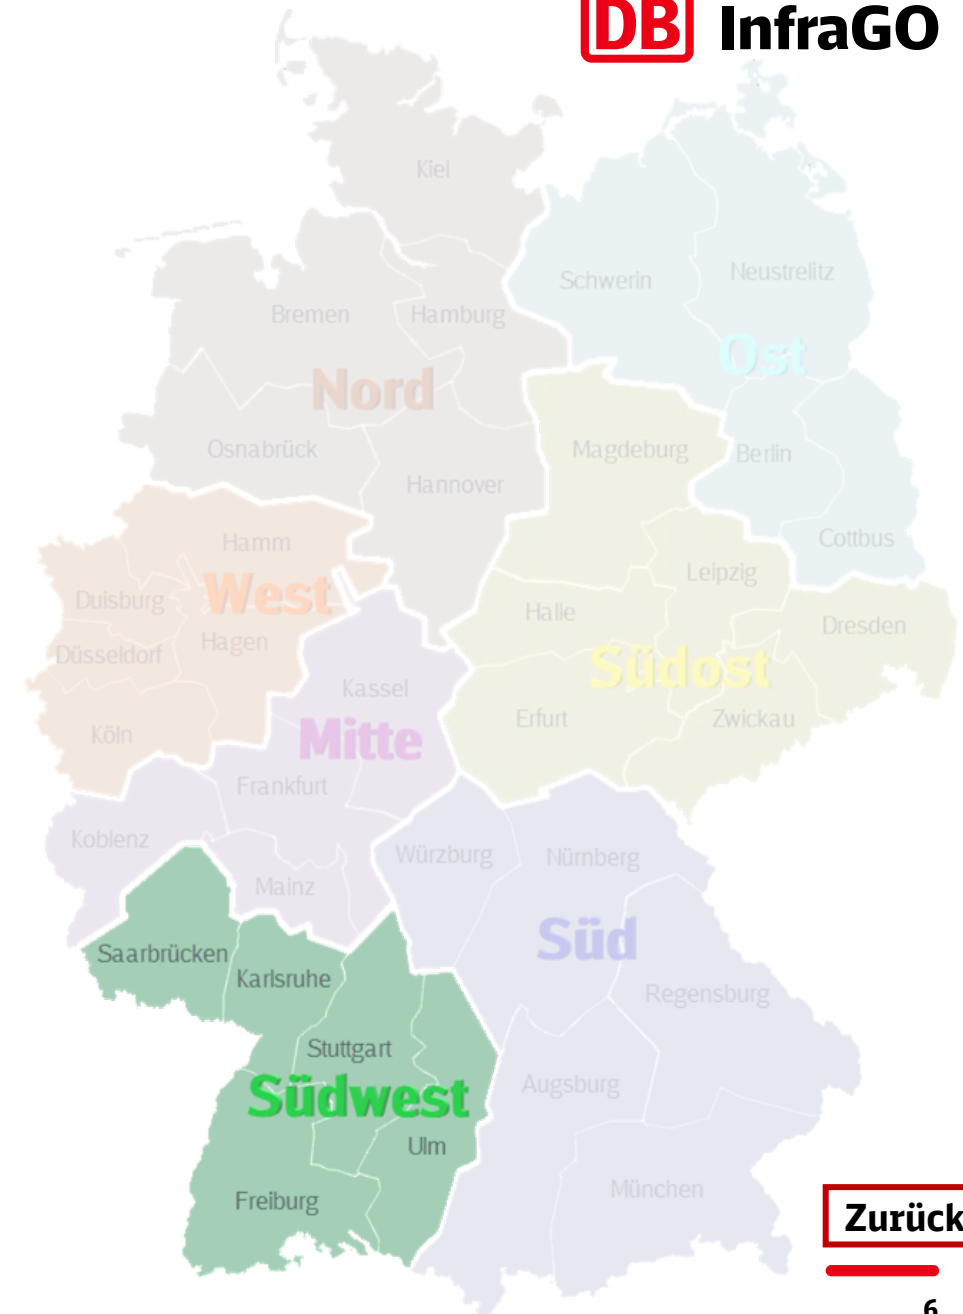 DB InfraGO
Kiel
Schwerin
Neustrelitz
Bremen
Hamburg
Ost
Nord
Osnabrück
Magdeburg
Berlin
Hannover
Cottbus
Hamm
Leipzig
West
Duisburg
Halle
Dresden
Hagen
Düsseldorf
Südost
Kassel
Erfurt
Zwickau
Köln
Mitte
Frankfurt
Koblenz
Würzburg
Nürnberg
Mainz
Süd
Saarbrücken
Karlsruhe
Regensburg
Stuttgart
Augsburg
Südwest
Ulm
München
Freiburg
Zurück
6